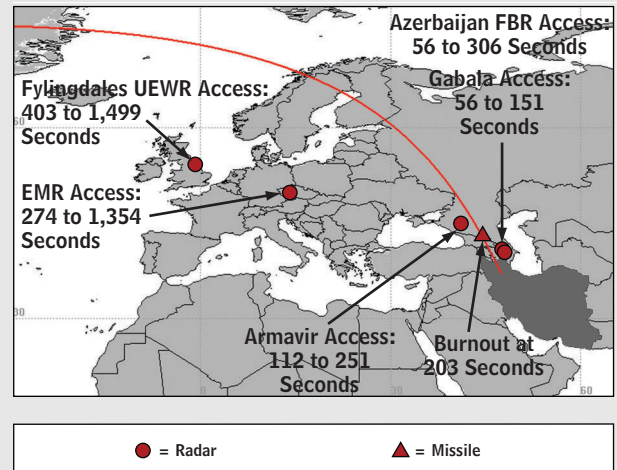 Azerbaijan FBR Access:
56 to 306 Seconds
Fylingdales UEWR Access:
403 to 1,499
Seconds
Gabala Access:
56 to 151
Seconds
60
EMR Access:
274 to 1,354
Seconds
30
Armavir Access:
112 to 251
Seconds
Burnout at
203 Seconds
0
30
60
= Radar
= Missile